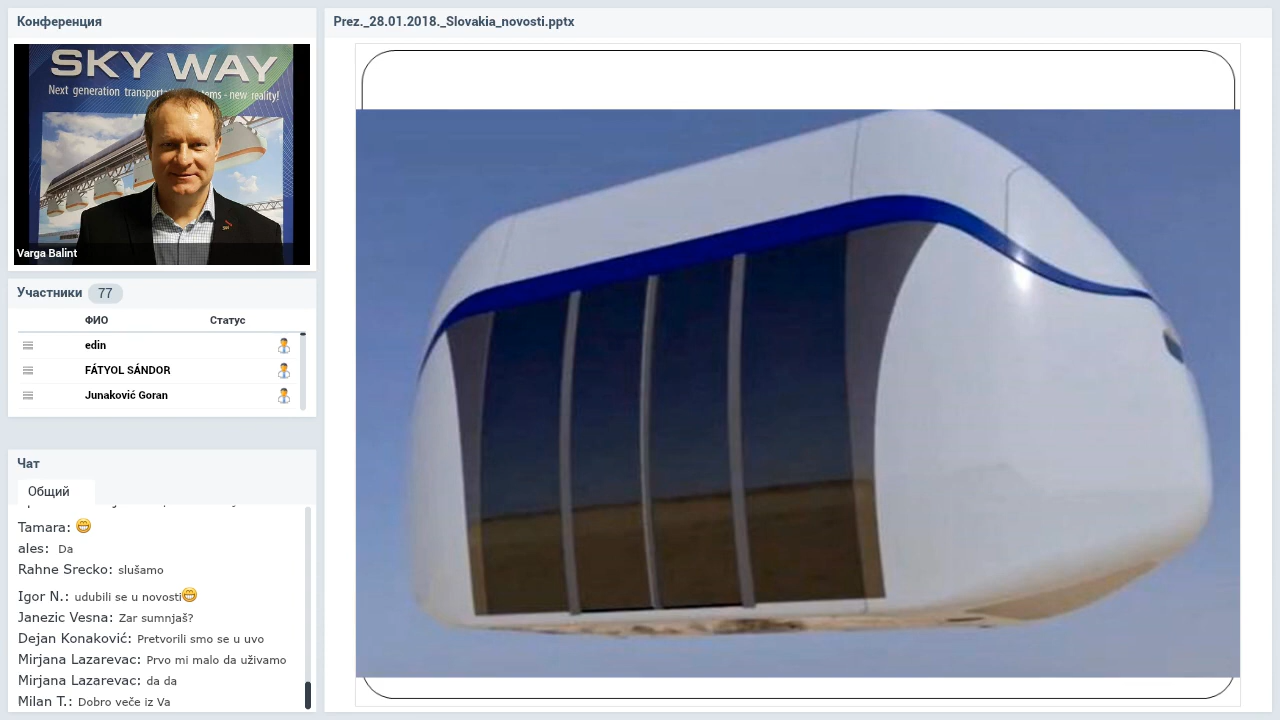 Конференция
SKY WAY
Next generation transportation systems - new reality!
Varga Balint
Участники 77
ФИО Статус
edin
FÁTYOL SÁNDOR
Junaković Goran
Чат
Общий
Tamara:
ales: Da
Rahne Srecko: slušamo
Igor N.: udubili se u novosti
Janezic Vesna: Zar sumnjaš?
Dejan Konaković: Pretvorili smo se u uvo
Mirjana Lazarevac: Prvo mi malo da uživamo
Mirjana Lazarevac: da da
Milan T.: Dobro veče iz Va
Prez._28.01.2018._Slovakia_novosti.pptx